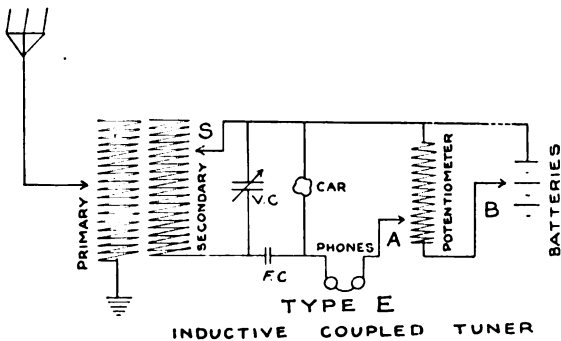 PRIMARY
SECONDARY
S
V.C
CAR
F.C
PHONES
A
POTENTIOMETER
B
BATTERIES
TYPE E
INDUCTIVE COUPLED TUNER